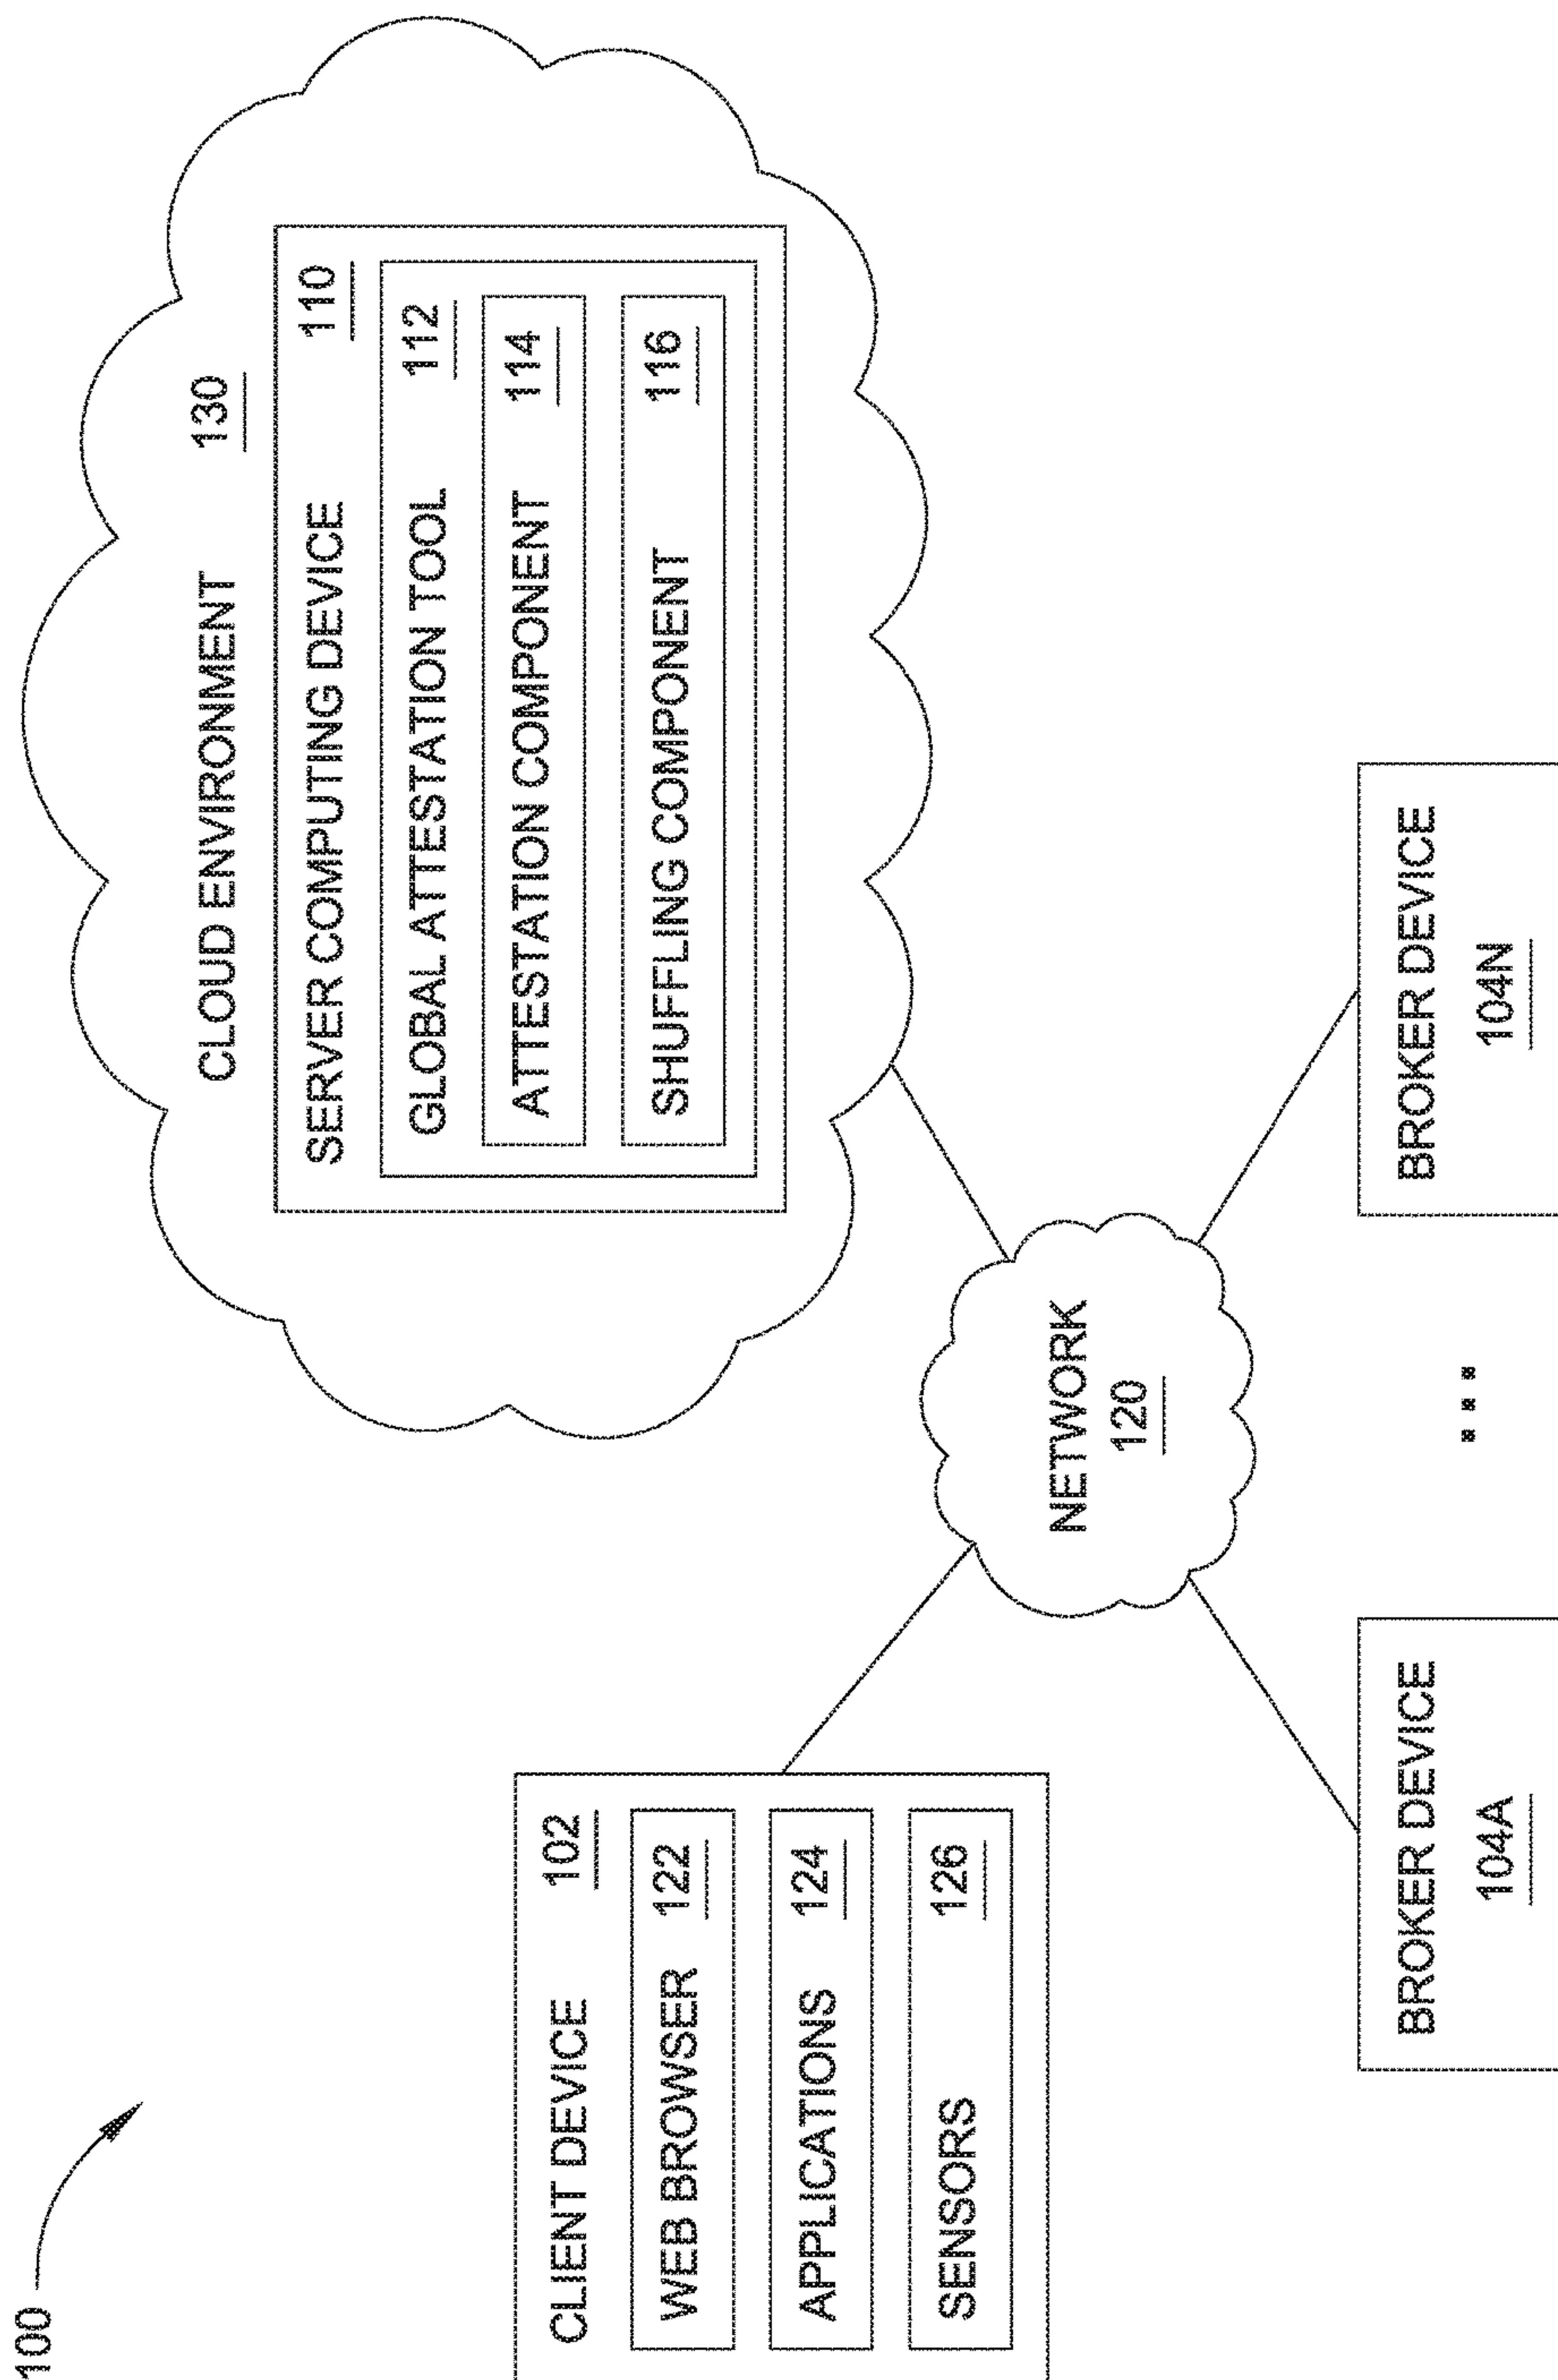 100
CLOUD ENVIRONMENT 130
SERVER COMPUTING DEVICE 110
GLOBAL ATTESTATION TOOL 112
ATTESTATION COMPONENT 114
SHUFFLING COMPONENT 116
CLIENT DEVICE 102
WEB BROWSER 122
APPLICATIONS 124
SENSORS 126
NETWORK
120
BROKER DEVICE
104A
...
BROKER DEVICE
104N